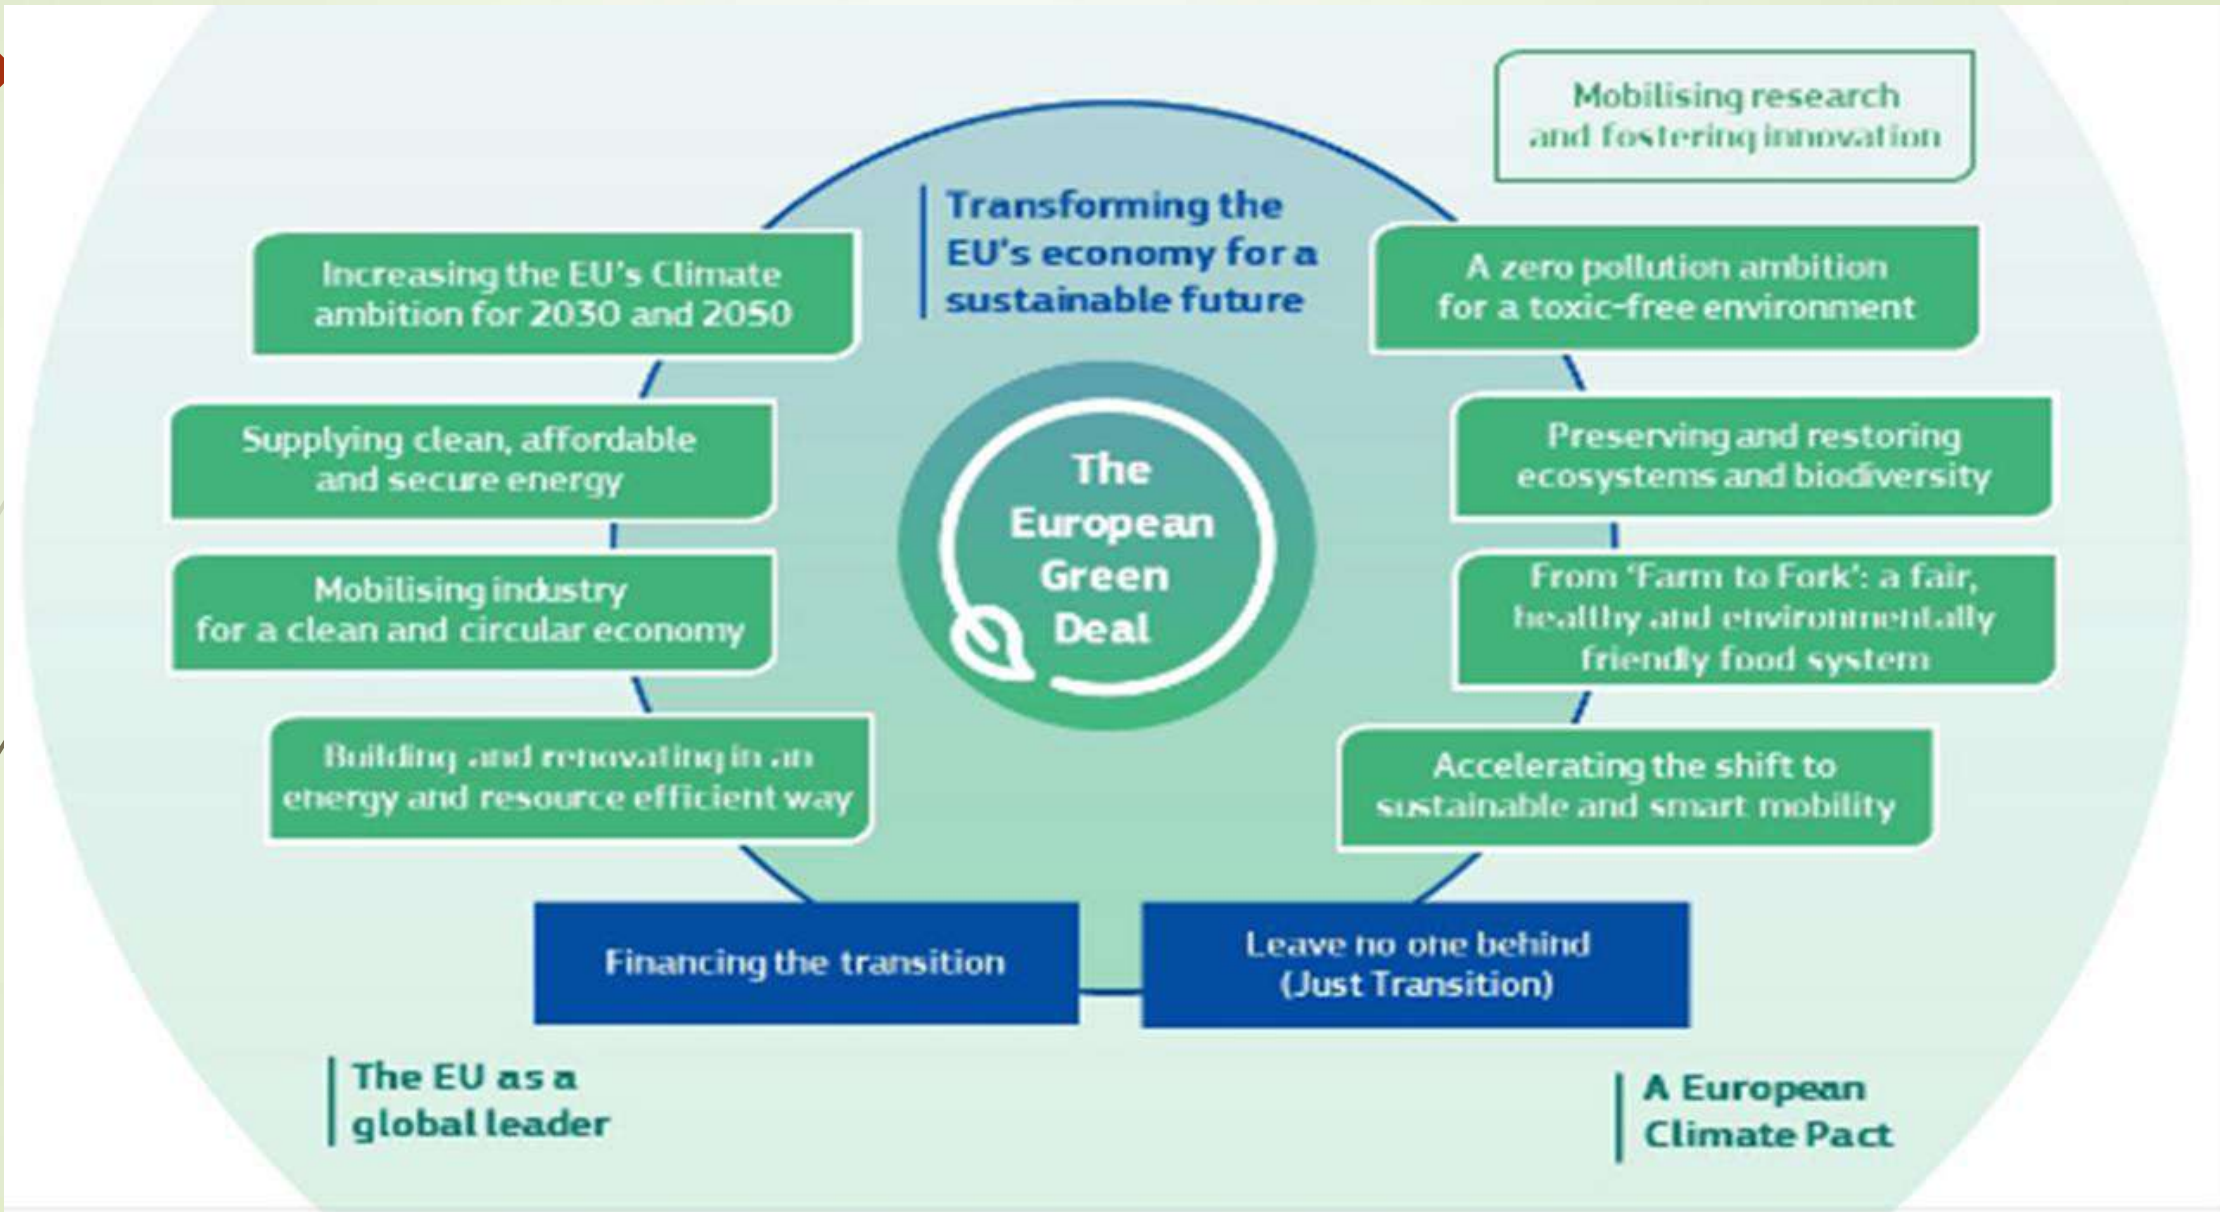 Mobilising research
and fostering innovation
Transforming the
EU's economy for a
sustainable future
Increasing the EU's Climate
ambition for 2030 and 2050
A zero pollution ambition
for a toxic-free environment
Supplying clean, affordable
and secure energy
Preserving and restoring
ecosystems and biodiversity
The
European
Green
Deal
Mobilising industry
for a clean and circular economy
From 'Farm to Fork': a fair,
healthy and environmentally
friendly food system
Building and renovating in an
energy and resource efficient way
Accelerating the shift to
sustainable and smart mobility
Financing the transition
Leave no one behind
(Just Transition)
The EU as a
global leader
A European
Climate Pact